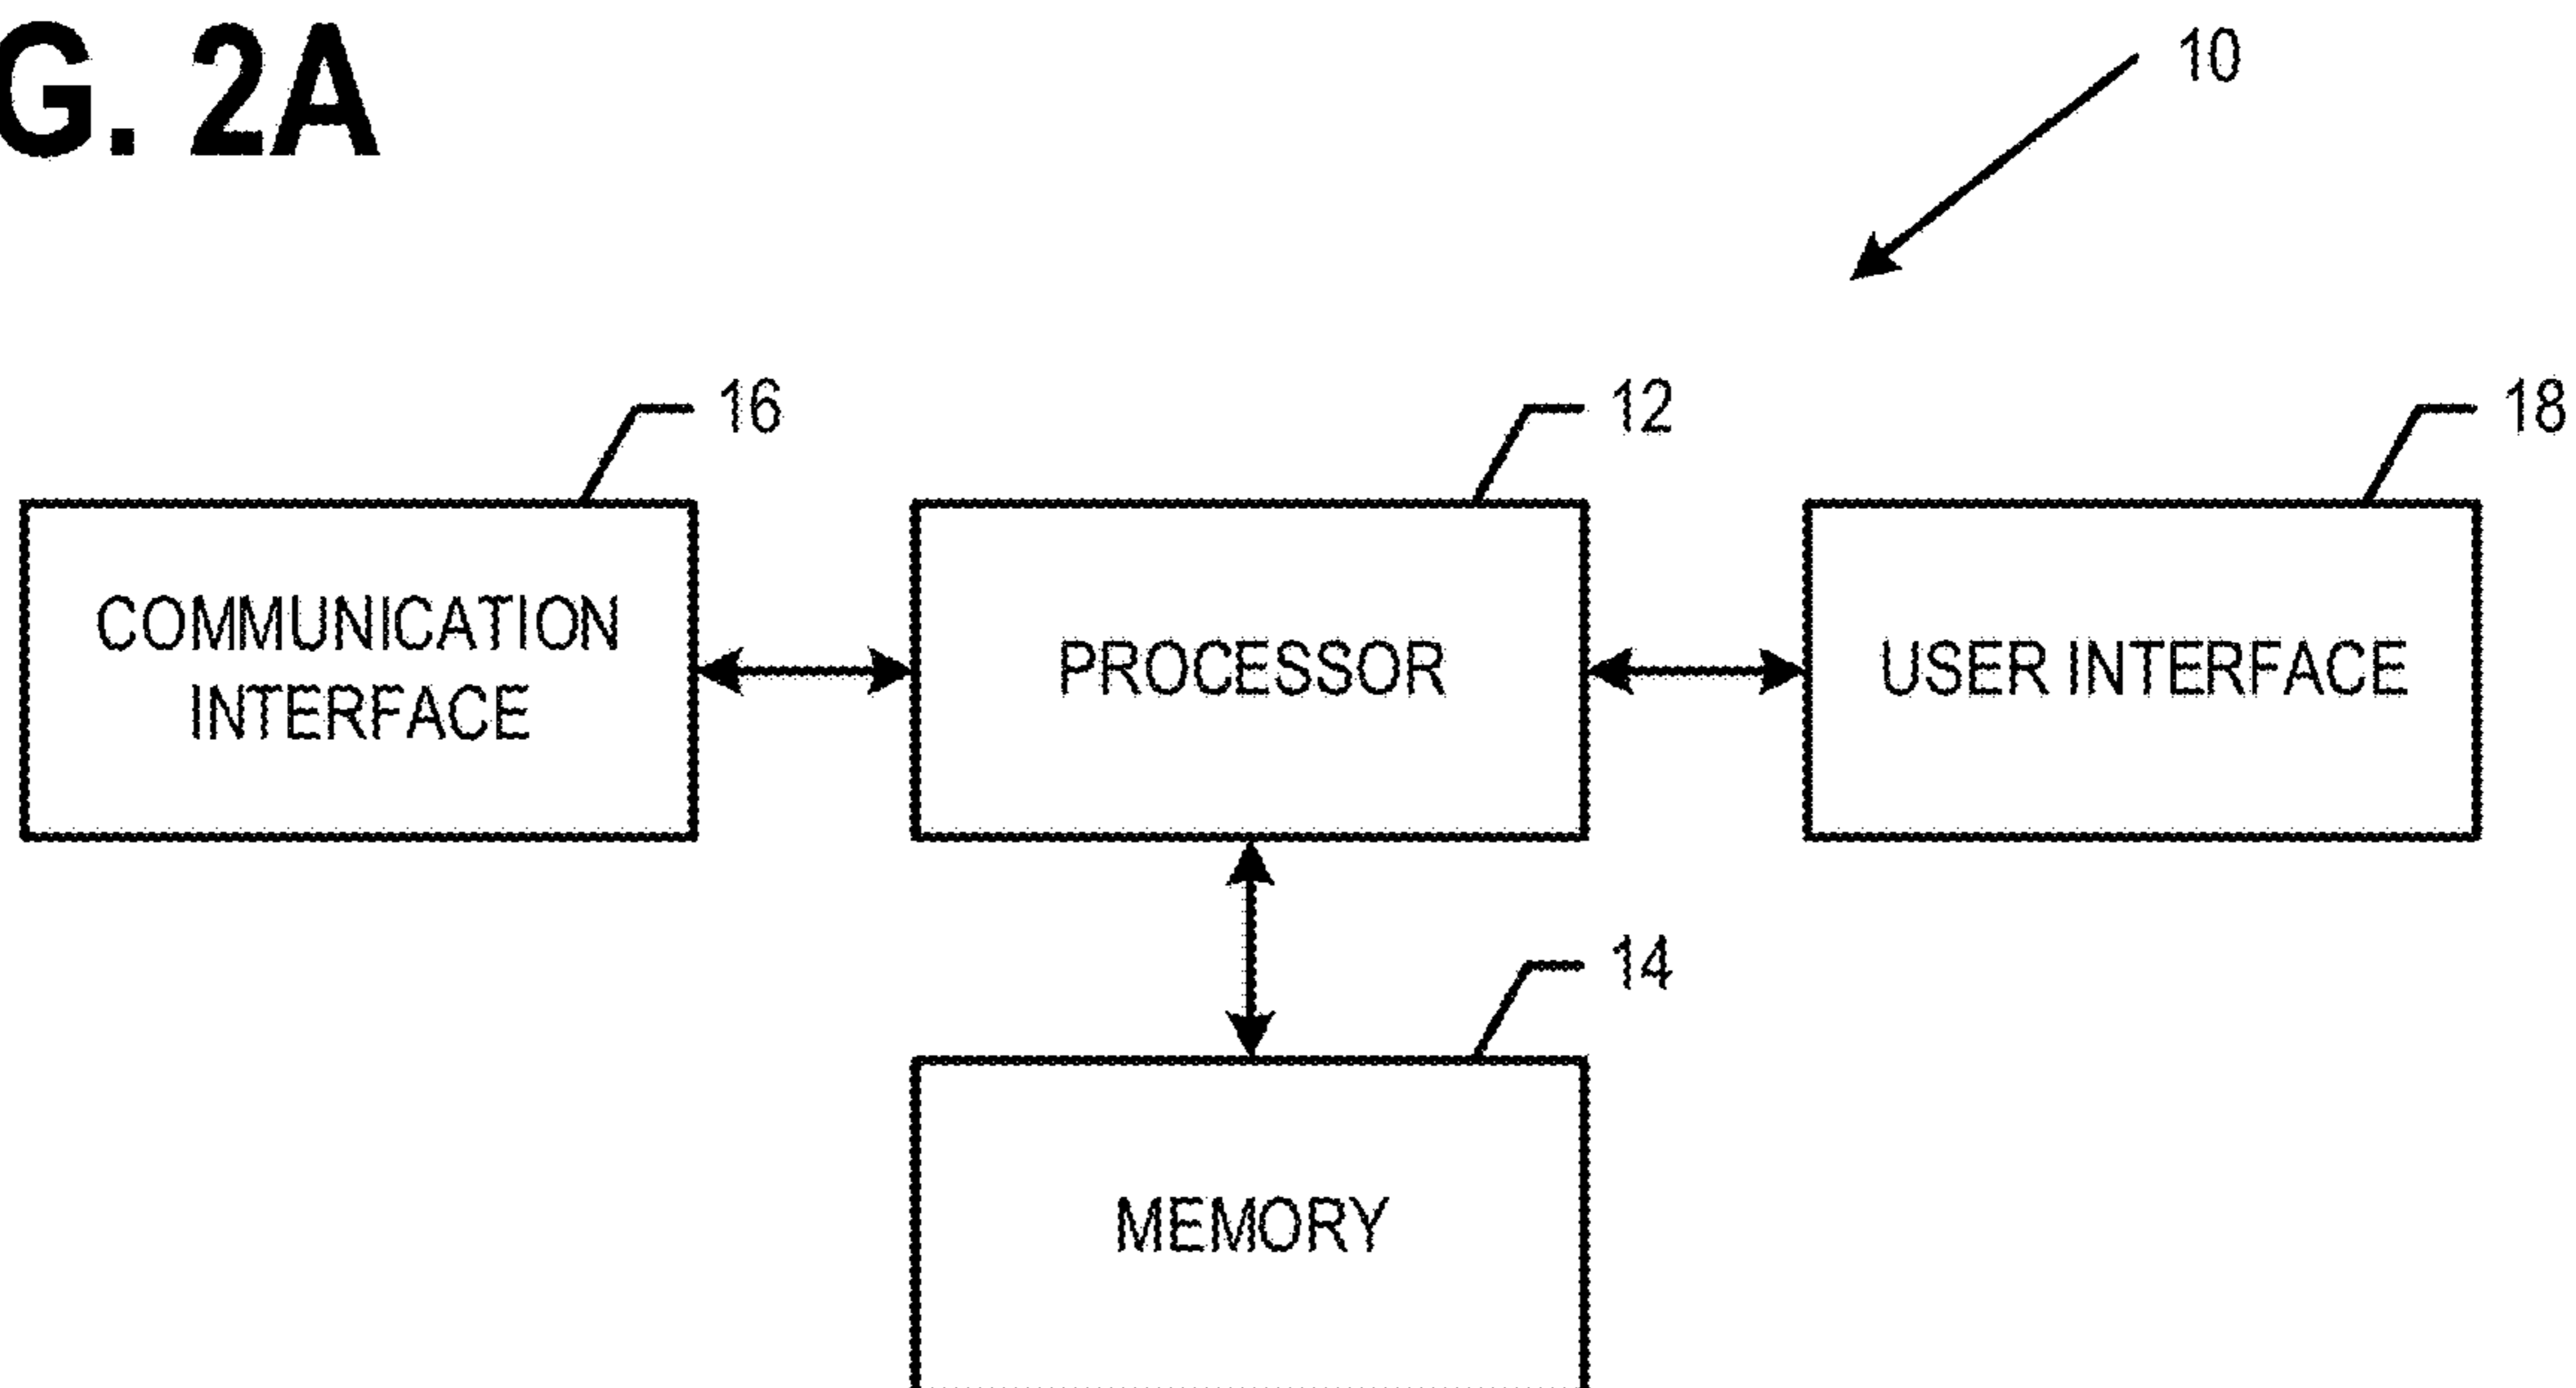 G. 2A
10
16
12
18
COMMUNICATION
INTERFACE
PROCESSOR
USER INTERFACE
14
MEMORY